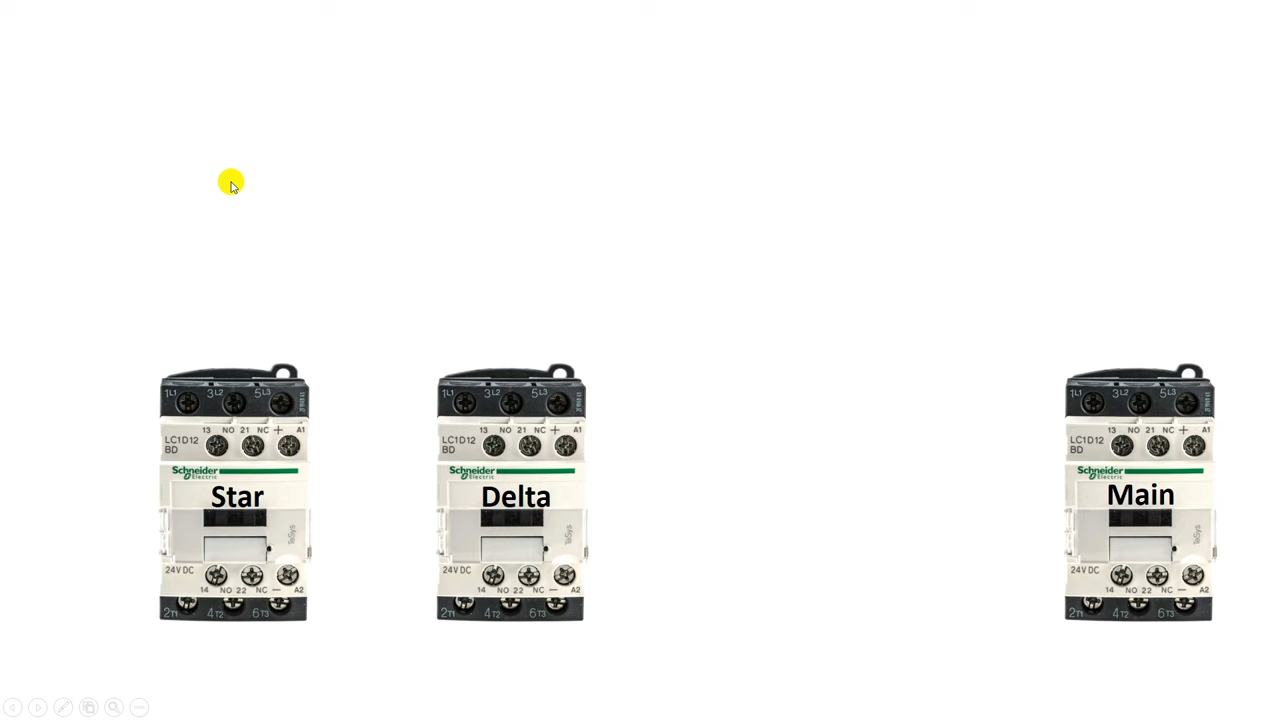 1L1 3L2 5L3
13 NO 21 NC + A1
LC1D12
BD
Schneider
Electric
Star
TeSys
24V DC
14 NO 22 NC − A2
2T1 4T2 6T3
1L1 3L2 5L3
13 NO 21 NC + A1
LC1D12
BD
Schneider
Electric
Delta
TeSys
24V DC
14 NO 22 NC − A2
2T1 4T2 6T3
1L1 3L2 5L3
13 NO 21 NC + A1
LC1D12
BD
Schneider
Electric
Main
TeSys
24V DC
14 NO 22 NC − A2
2T1 4T2 6T3